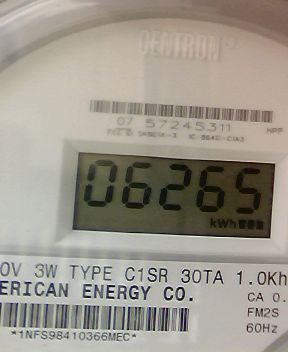 CENTRON
07 57245311
HPP
06265
kWh
0V 3W TYPE C1SR 30TA 1.0Kh
ERICAN ENERGY CO.
CA 0.
FM2S
60Hz
*1NFS98410366MEC*